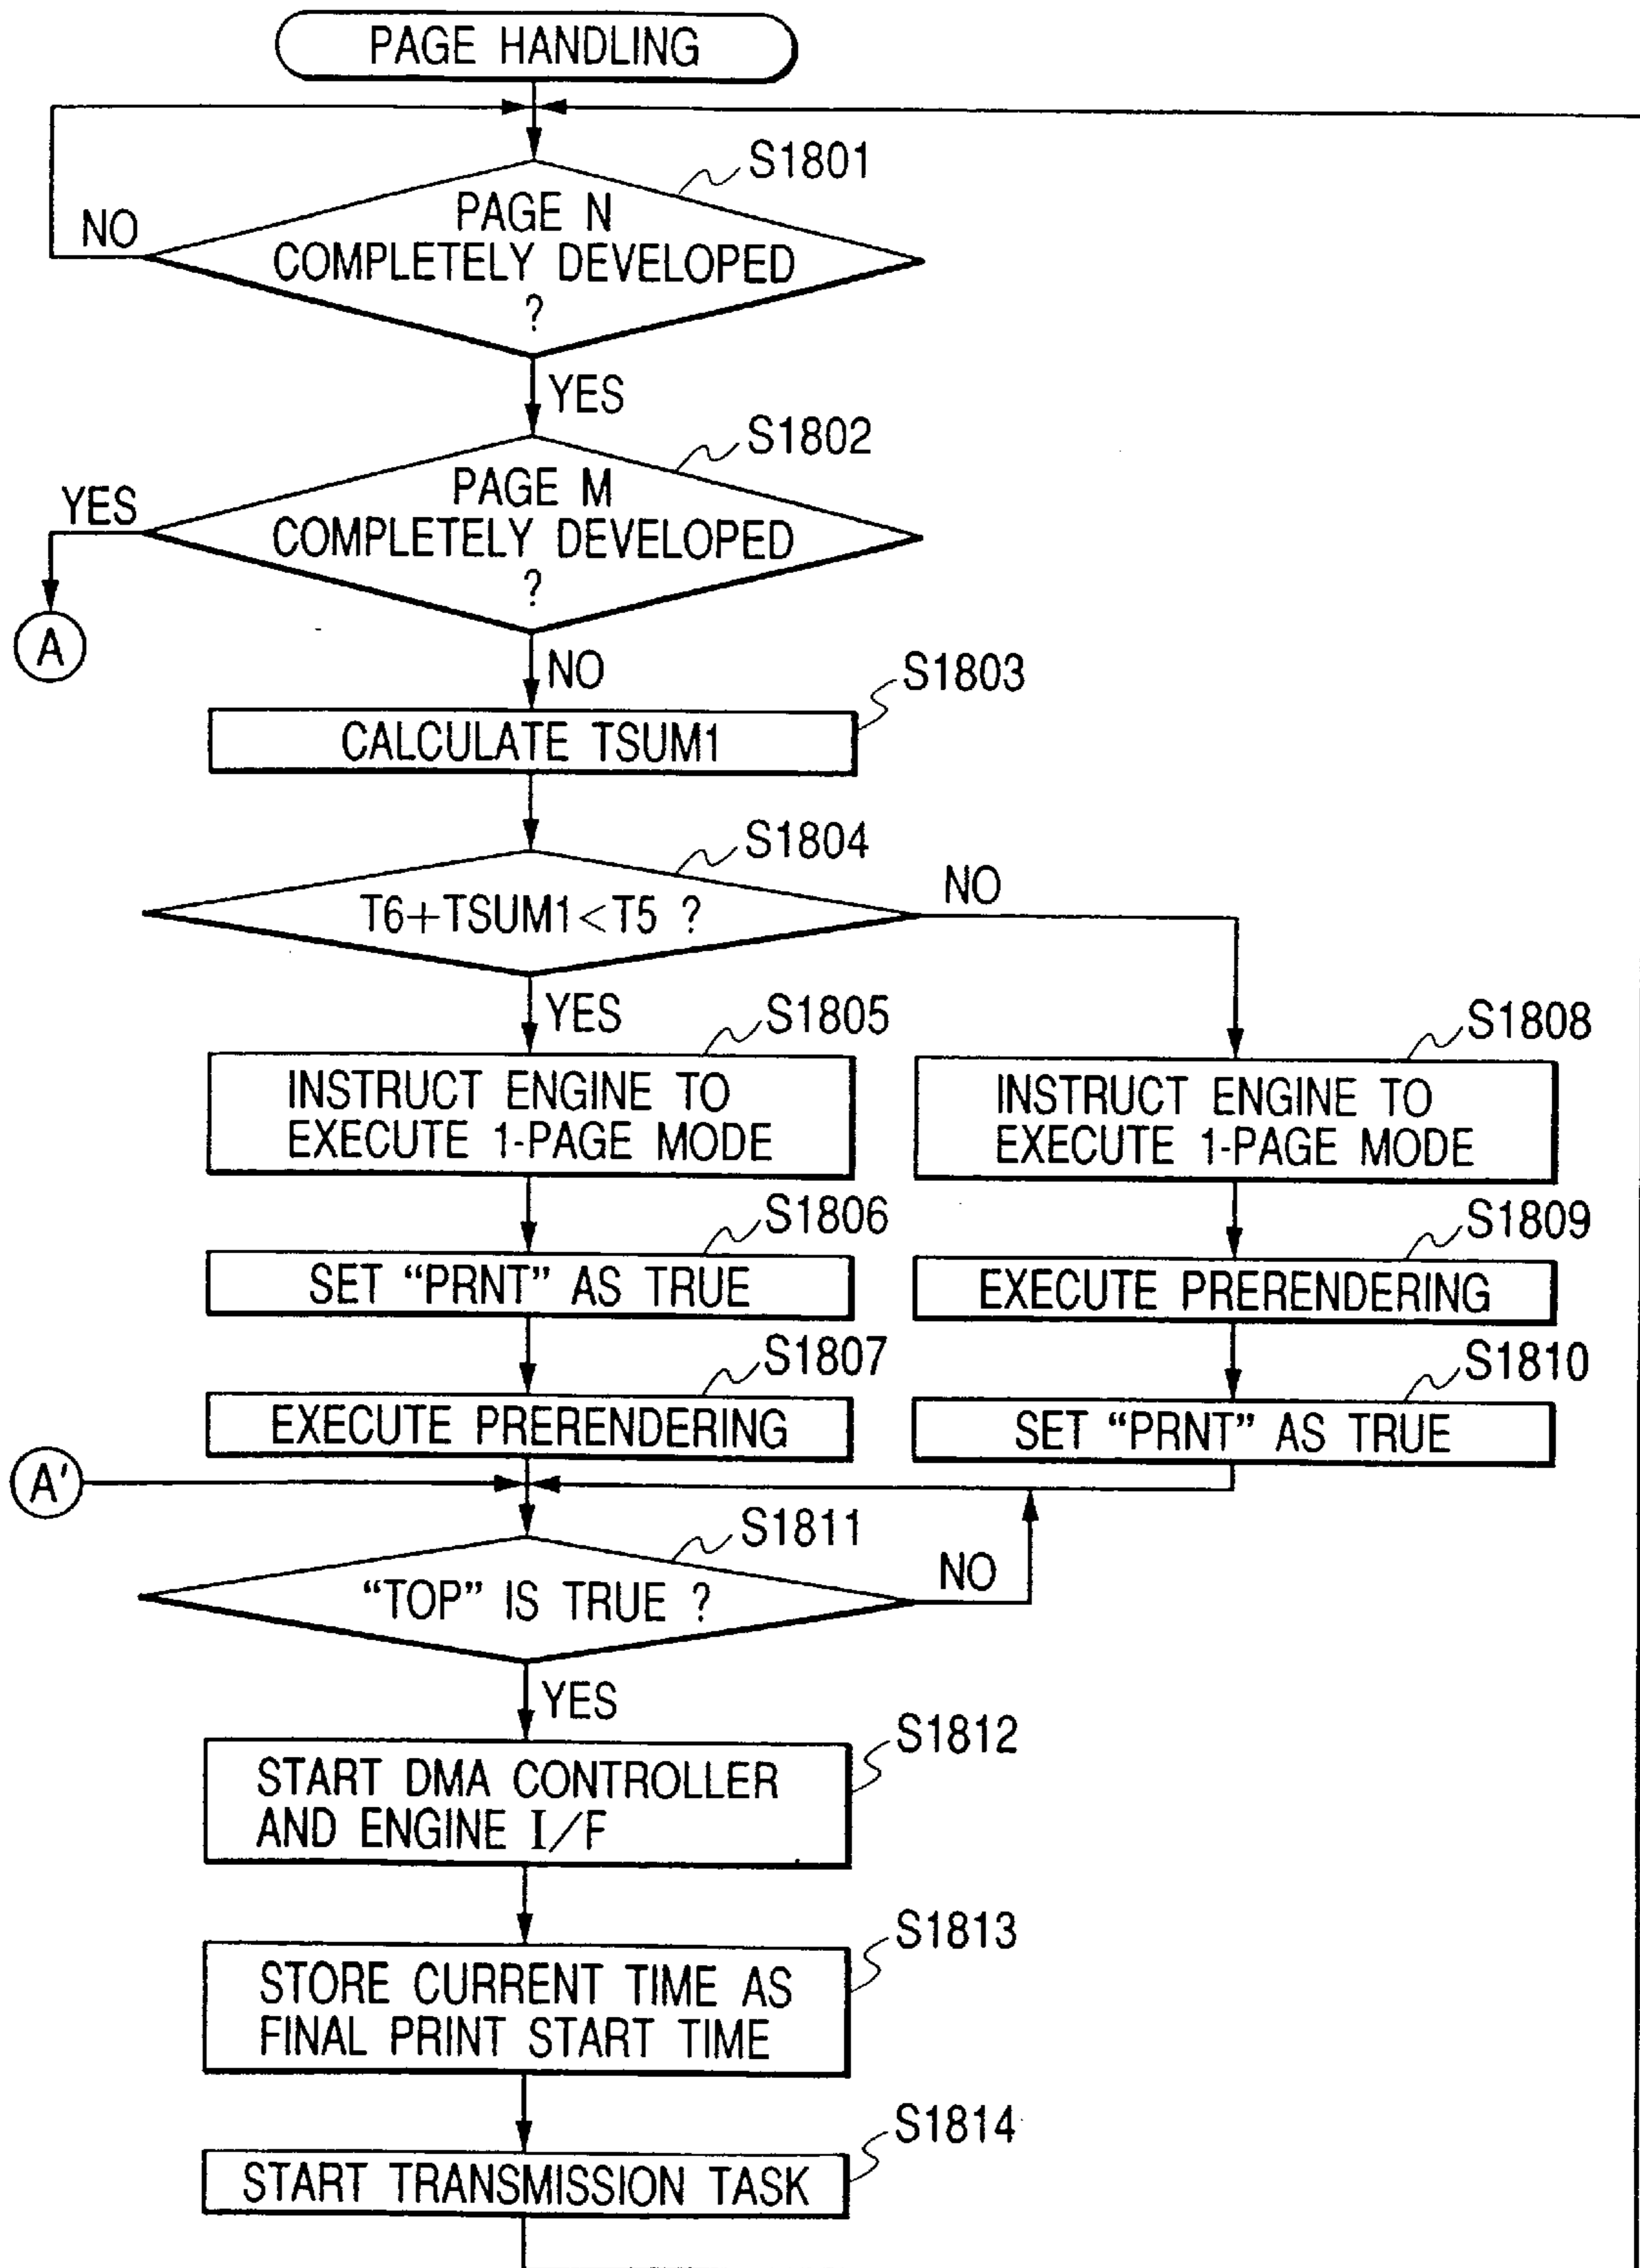 PAGE HANDLING
S1801
PAGE N
COMPLETELY DEVELOPED
?
NO
YES
S1802
PAGE M
COMPLETELY DEVELOPED
?
YES
A
NO
S1803
CALCULATE TSUM1
S1804
T6+TSUM1<T5 ?
NO
YES
S1805
INSTRUCT ENGINE TO
EXECUTE 1-PAGE MODE
S1808
INSTRUCT ENGINE TO
EXECUTE 1-PAGE MODE
S1806
SET “PRNT” AS TRUE
S1809
EXECUTE PRERENDERING
S1807
EXECUTE PRERENDERING
S1810
SET “PRNT” AS TRUE
A'
S1811
“TOP” IS TRUE ?
NO
YES
S1812
START DMA CONTROLLER
AND ENGINE I/F
S1813
STORE CURRENT TIME AS
FINAL PRINT START TIME
S1814
START TRANSMISSION TASK